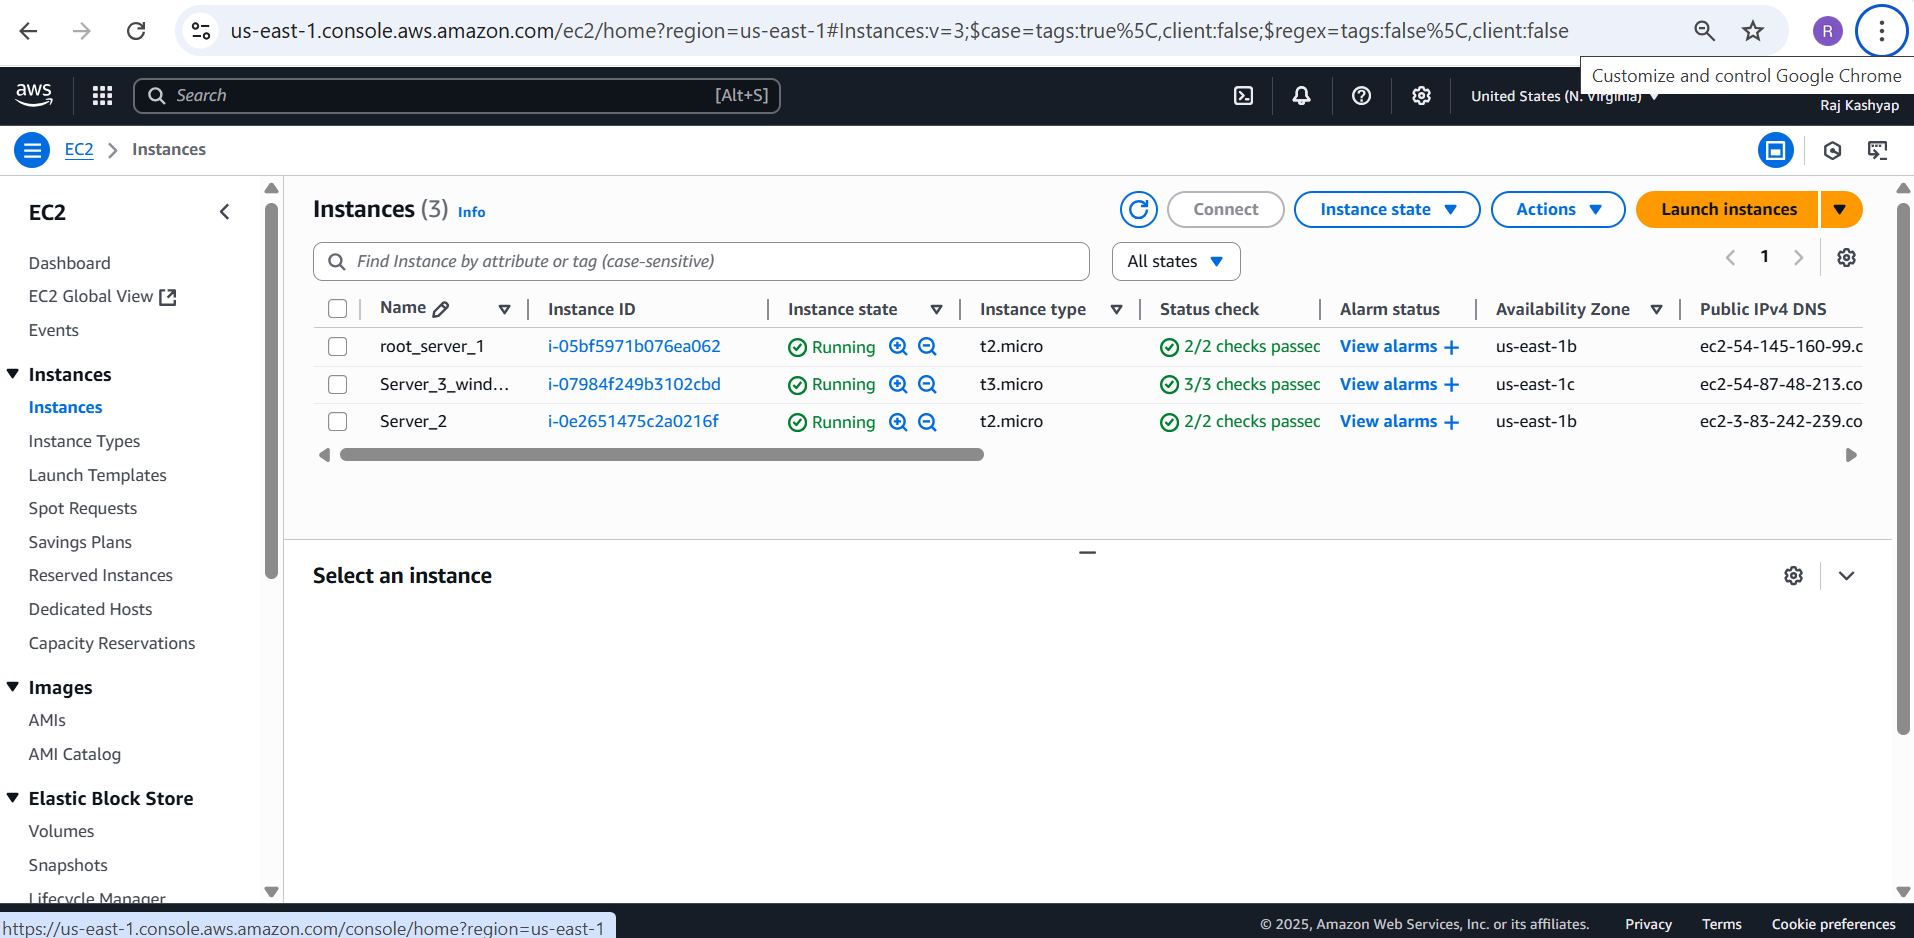 us-east-1.console.aws.amazon.com/ec2/home?region=us-east-1#Instances:v=3;$case=tags:true%5C,client:false;$regex=tags:false%5C,client:false
R
Customize and control Google Chrome
aws
Search
[Alt+S]
United States (N. Virginia)
Raj Kashyap
EC2
Instances
EC2
Dashboard
EC2 Global View
Events
Instances
Instances
Instance Types
Launch Templates
Spot Requests
Savings Plans
Reserved Instances
Dedicated Hosts
Capacity Reservations
Images
AMIs
AMI Catalog
Elastic Block Store
Volumes
Snapshots
Lifecycle Manager
Instances (3) Info
Connect
Instance state
Actions
Launch instances
Find Instance by attribute or tag (case-sensitive)
All states
1
Name Instance ID Instance state Instance type Status check Alarm status Availability Zone Public IPv4 DNS
root_server_1 i-05bf5971b076ea062 Running t2.micro 2/2 checks passed View alarms + us-east-1b ec2-54-145-160-99.c
Server_3_wind... i-07984f249b3102cbd Running t3.micro 3/3 checks passed View alarms + us-east-1c ec2-54-87-48-213.co
Server_2 i-0e2651475c2a0216f Running t2.micro 2/2 checks passed View alarms + us-east-1b ec2-3-83-242-239.co
Select an instance
https://us-east-1.console.aws.amazon.com/console/home?region=us-east-1
© 2025, Amazon Web Services, Inc. or its affiliates.
Privacy
Terms
Cookie preferences